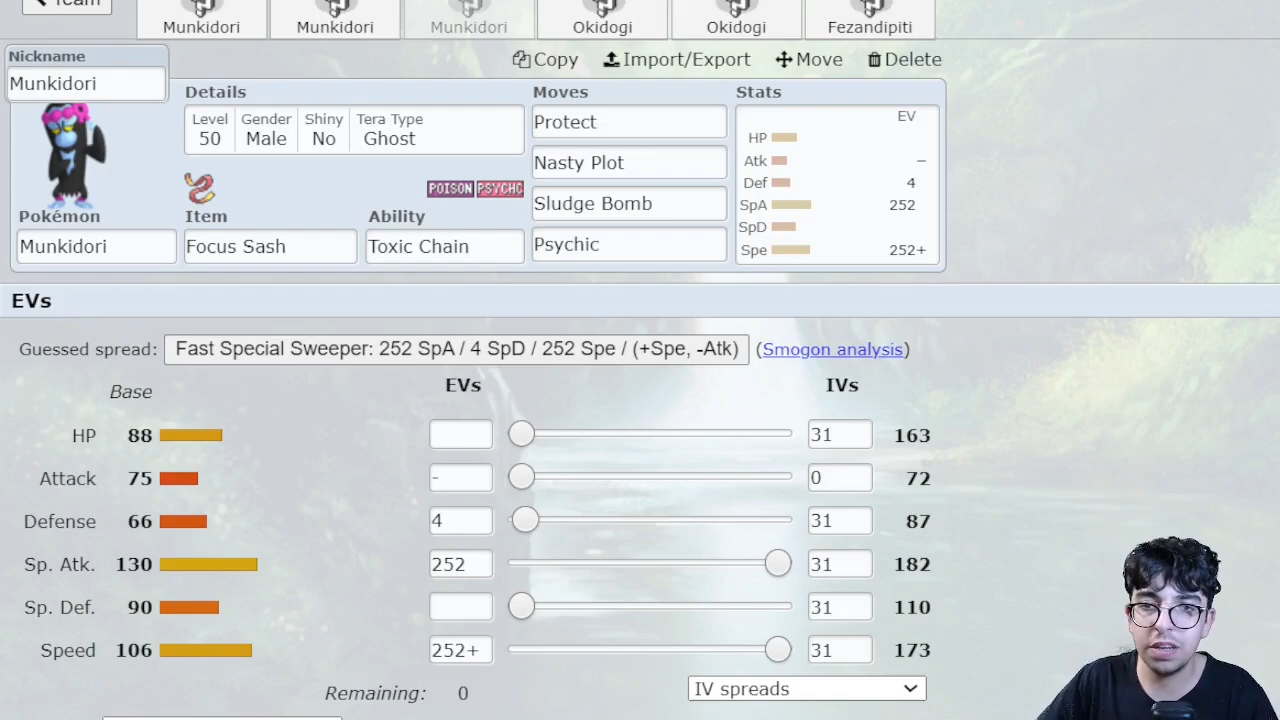 Team
Munkidori Munkidori Munkidori Okidogi Okidogi Fezandipiti
Copy Import/Export Move Delete
Nickname
Munkidori
Details
Level Gender Shiny Tera Type
50 Male No Ghost
POISON PSYCHC
Pokémon Item Ability
Munkidori Focus Sash Toxic Chain
Moves
Protect
Nasty Plot
Sludge Bomb
Psychic
Stats
EV
HP
Atk –
Def 4
SpA 252
SpD
Spe 252+
EVs
Guessed spread: Fast Special Sweeper: 252 SpA / 4 SpD / 252 Spe / (+Spe, -Atk) (Smogon analysis)
Base EVs IVs
HP 88 31 163
Attack 75 - 0 72
Defense 66 4 31 87
Sp. Atk. 130 252 31 182
Sp. Def. 90 31 110
Speed 106 252+ 31 173
Remaining: 0 IV spreads